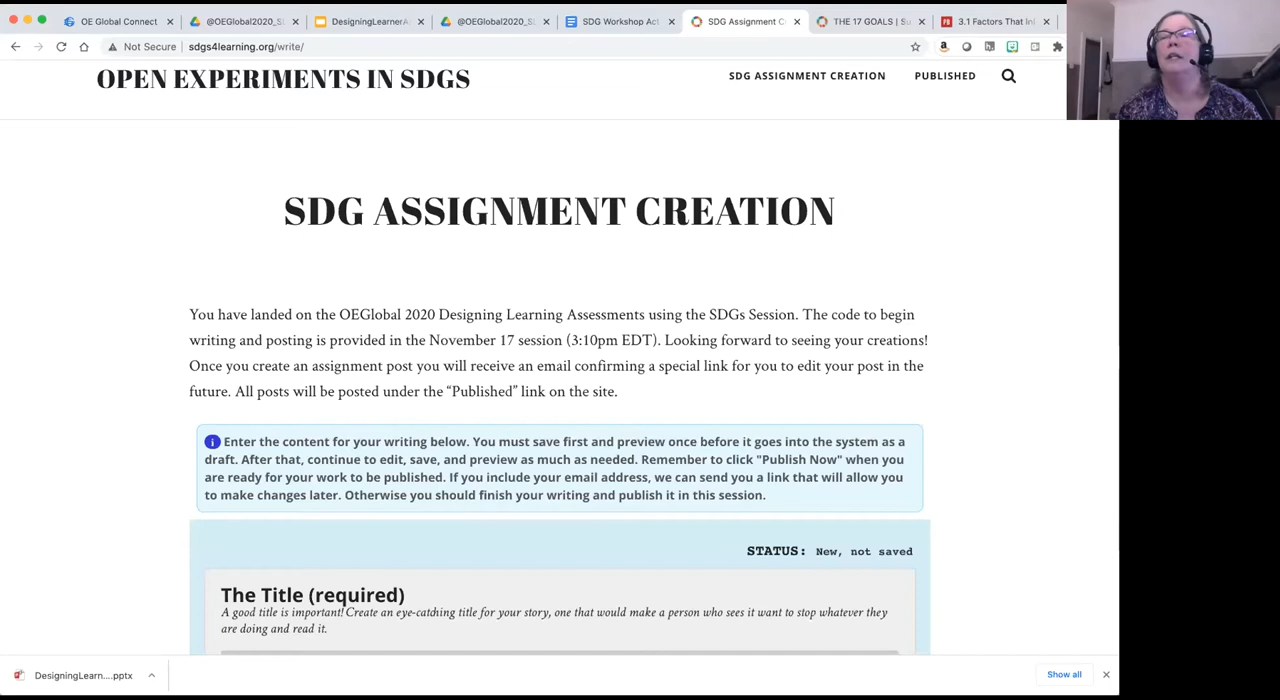 OE Global Connect
@OEGlobal2020_SL
DesigningLearnerA
@OEGlobal2020_SL
SDG Workshop Act
SDG Assignment C
THE 17 GOALS | Su
3.1 Factors That Inf
Not Secure | sdgs4learning.org/write/
OPEN EXPERIMENTS IN SDGS
SDG ASSIGNMENT CREATION
PUBLISHED
SDG ASSIGNMENT CREATION
You have landed on the OEGlobal 2020 Designing Learning Assessments using the SDGs Session. The code to begin
writing and posting is provided in the November 17 session (3:10pm EDT). Looking forward to seeing your creations!
Once you create an assignment post you will receive an email confirming a special link for you to edit your post in the
future. All posts will be posted under the “Published” link on the site.
Enter the content for your writing below. You must save first and preview once before it goes into the system as a
draft. After that, continue to edit, save, and preview as much as needed. Remember to click "Publish Now" when you
are ready for your work to be published. If you include your email address, we can send you a link that will allow you
to make changes later. Otherwise you should finish your writing and publish it in this session.
STATUS: New, not saved
The Title (required)
A good title is important! Create an eye-catching title for your story, one that would make a person who sees it want to stop whatever they
are doing and read it.
DesigningLearn....pptx
Show all